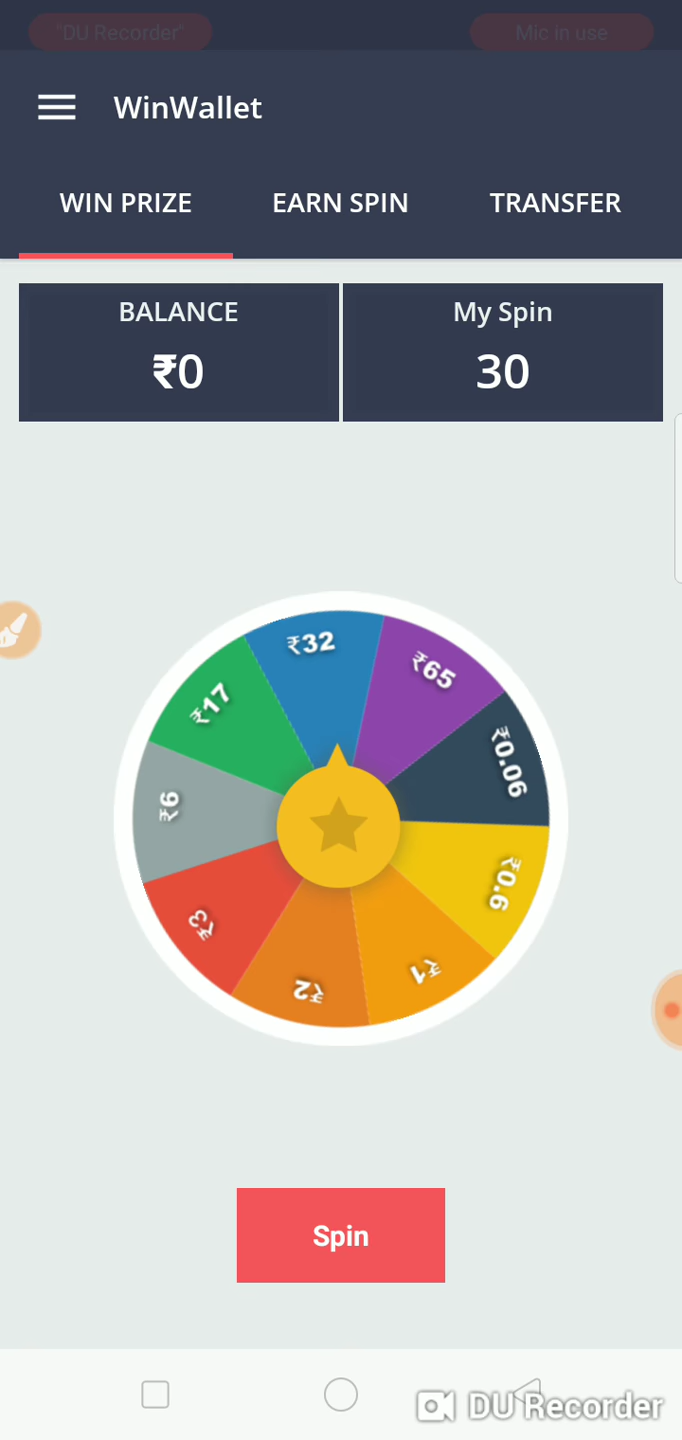 "DU Recorder"
Mic in use
WinWallet
WIN PRIZE
EARN SPIN
TRANSFER
BALANCE
₹0
My Spin
30
₹32
₹65
₹17
₹0.06
₹6
₹0.6
₹3
₹1
₹2
Spin
DU Recorder